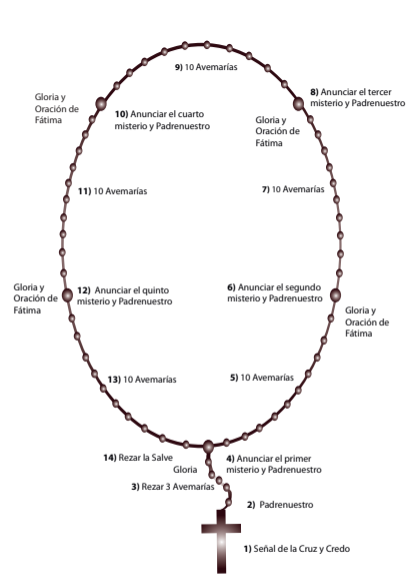 9) 10 Avemarías
8) Anunciar el tercer
misterio y Padrenuestro
Gloria y
Oración de
Fátima
10) Anunciar el cuarto
misterio y Padrenuestro
Gloria y
Oración de
Fátima
11) 10 Avemarías
7) 10 Avemarías
Gloria y
Oración de
Fátima
12) Anunciar el quinto
misterio y Padrenuestro
6) Anunciar el segundo
misterio y Padrenuestro
Gloria y
Oración de
Fátima
13) 10 Avemarías
5) 10 Avemarías
14) Rezar la Salve
Gloria
4) Anunciar el primer
misterio y Padrenuestro
3) Rezar 3 Avemarías
2) Padrenuestro
1) Señal de la Cruz y Credo